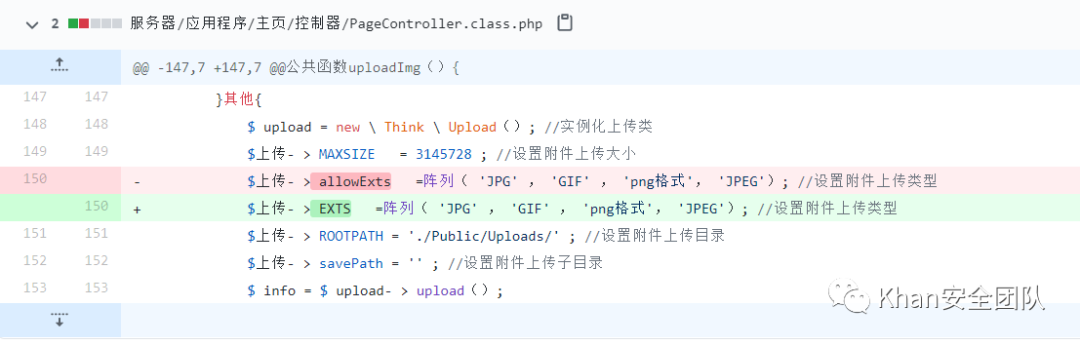 2 服务器/应用程序/主页/控制器/PageController.class.php
@@ -147,7 +147,7 @@公共函数uploadImg（）{
147 147 }其他{
148 148 $ upload = new \ Think \ Upload（）; //实例化上传类
149 149 $上传- > MAXSIZE = 3145728 ; //设置附件上传大小
150 - $上传- > allowExts =阵列（ 'JPG' ， 'GIF' ， 'png格式'， 'JPEG'）; //设置附件上传类型
150 + $上传- > EXTS =阵列（ 'JPG' ， 'GIF' ， 'png格式'， 'JPEG'）; //设置附件上传类型
151 151 $上传- > ROOTPATH = './Public/Uploads/' ; //设置附件上传目录
152 152 $上传- > savePath = '' ; //设置附件上传子目录
153 153 $ info = $ upload- > upload（）;
Khan安全团队